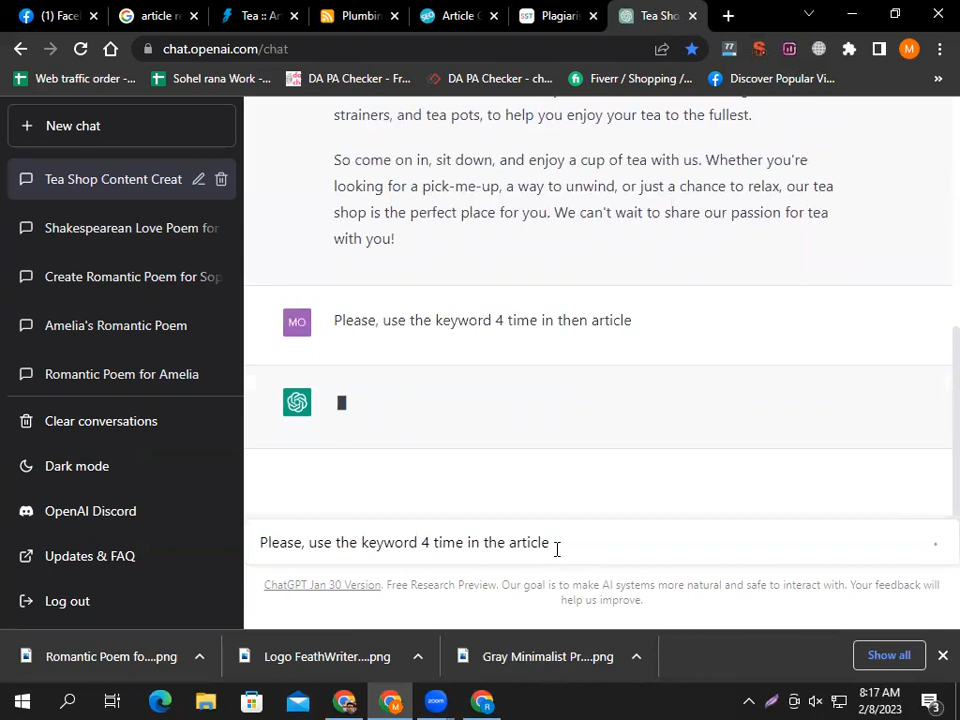 (1) Face
article re
Tea :: Ar
Plumbin
Article G
Plagiaris
Tea Sho
chat.openai.com/chat
77
M
Web traffic order -...
Sohel rana Work -...
DA PA Checker - Fr...
DA PA Checker - ch...
Fiverr / Shopping /...
Discover Popular Vi...
New chat
Tea Shop Content Creat
Shakespearean Love Poem for
Create Romantic Poem for Sop
Amelia's Romantic Poem
Romantic Poem for Amelia
Clear conversations
Dark mode
OpenAI Discord
Updates & FAQ
Log out
strainers, and tea pots, to help you enjoy your tea to the fullest.
So come on in, sit down, and enjoy a cup of tea with us. Whether you're
looking for a pick-me-up, a way to unwind, or just a chance to relax, our tea
shop is the perfect place for you. We can't wait to share our passion for tea
with you!
MO
Please, use the keyword 4 time in then article
Please, use the keyword 4 time in the article
ChatGPT Jan 30 Version. Free Research Preview. Our goal is to make AI systems more natural and safe to interact with. Your feedback will
help us improve.
Romantic Poem fo....png
Logo FeathWriter....png
Gray Minimalist Pr....png
Show all
8:17 AM
2/8/2023
3